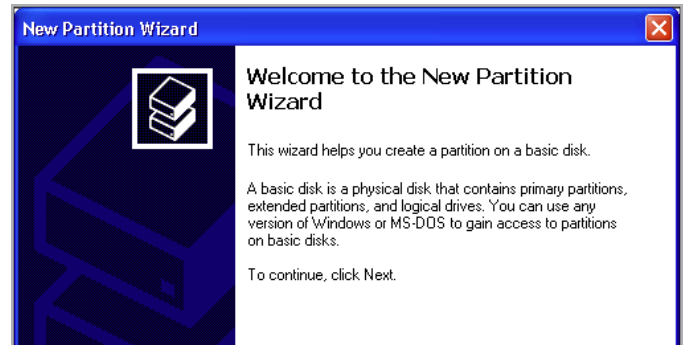 New Partition Wizard
Welcome to the New Partition
Wizard
This wizard helps you create a partition on a basic disk.
A basic disk is a physical disk that contains primary partitions,
extended partitions, and logical drives. You can use any
version of Windows or MS-DOS to gain access to partitions
on basic disks.
To continue, click Next.